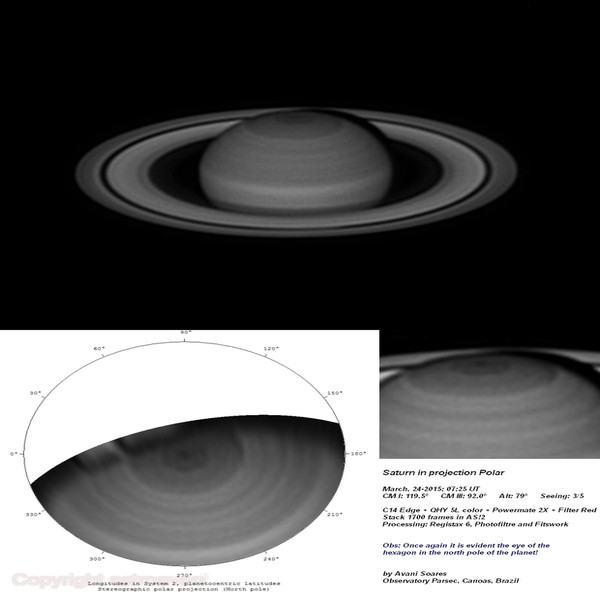 90°
60°
120°
30°
150°
0°
180°
330°
210°
300°
240°
270°
Longitudes in System 2, planetocentric latitudes
Stereographic polar projection (North pole)
Copyright
Saturn in projection Polar
March, 24-2015; 07:25 UT
CM I: 119.5° CM III: 92.0° Alt: 79° Seeing: 3/5
C14 Edge + QHY 5L color + Powermate 2X + Filter Red
Stack 1700 frames in AS!2
Processing: Registax 6, Photofiltre and Fitswork
Obs: Once again it is evident the eye of the
hexagon in the north pole of the planet!
by Avani Soares
Observatory Parsec, Canoas, Brazil